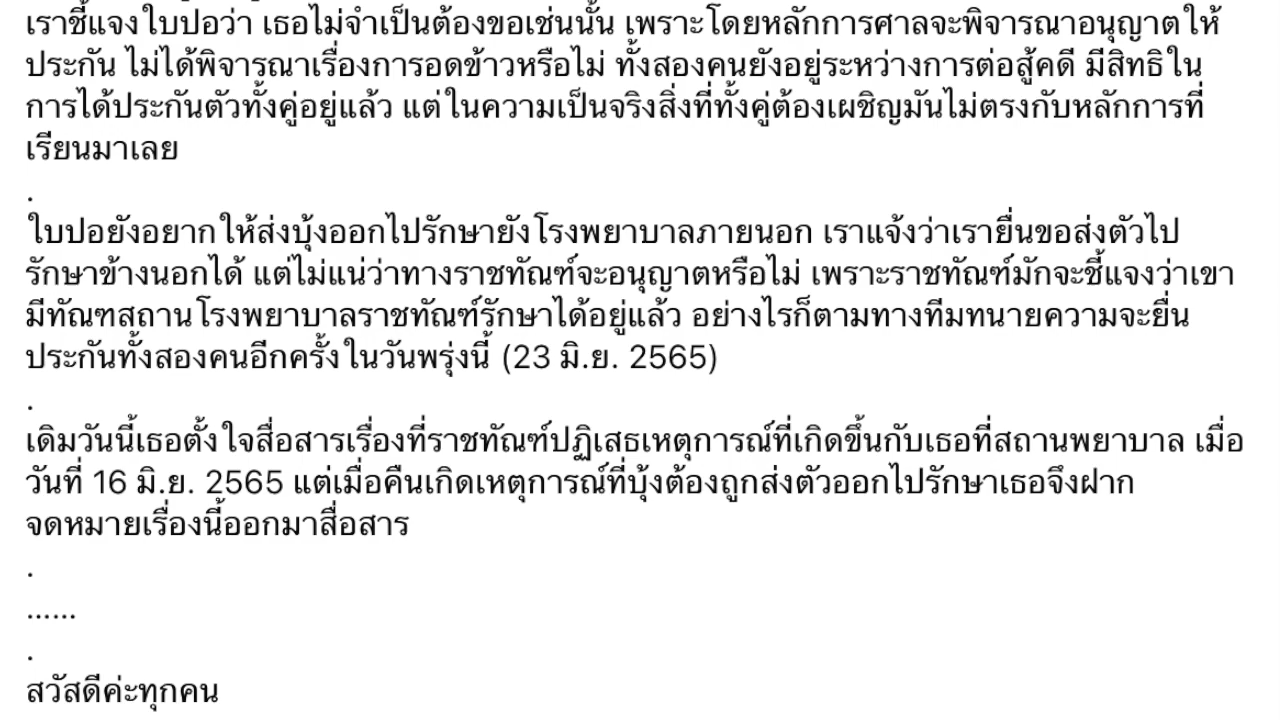 เราชี้แจงใบปอว่า เธอไม่จำเป็นต้องขอเช่นนั้น เพราะโดยหลักการศาลจะพิจารณาอนุญาตให้
ประกัน ไม่ได้พิจารณาเรื่องการอดข้าวหรือไม่ ทั้งสองคนยังอยู่ระหว่างการต่อสู้คดี มีสิทธิใน
การได้ประกันตัวทั้งคู่อยู่แล้ว แต่ในความเป็นจริงสิ่งที่ทั้งคู่ต้องเผชิญมันไม่ตรงกับหลักการที่
เรียนมาเลย
.
ใบปอยังอยากให้ส่งบุ้งออกไปรักษายังโรงพยาบาลภายนอก เราแจ้งว่าเรายื่นขอส่งตัวไป
รักษาข้างนอกได้ แต่ไม่แน่ว่าทางราชทัณฑ์จะอนุญาตหรือไม่ เพราะราชทัณฑ์มักจะชี้แจงว่าเขา
มีทัณฑสถานโรงพยาบาลราชทัณฑ์รักษาได้อยู่แล้ว อย่างไรก็ตามทางทีมทนายความจะยื่น
ประกันทั้งสองคนอีกครั้งในวันพรุ่งนี้ (23 มิ.ย. 2565)
.
เดิมวันนี้เธอตั้งใจสื่อสารเรื่องที่ราชทัณฑ์ปฏิเสธเหตุการณ์ที่เกิดขึ้นกับเธอที่สถานพยาบาล เมื่อ
วันที่ 16 มิ.ย. 2565 แต่เมื่อคืนเกิดเหตุการณ์ที่บุ้งต้องถูกส่งตัวออกไปรักษาเธอจึงฝาก
จดหมายเรื่องนี้ออกมาสื่อสาร
.
……
.
สวัสดีค่ะทุกคน